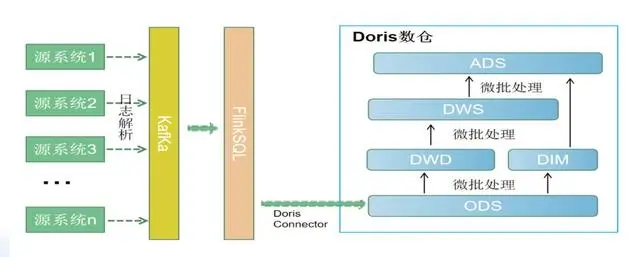 源系统1
源系统2
源系统3
...
源系统n
日志解析
KafKa
FlinkSQL
Doris
Connector
Doris数仓
ADS
微批处理
DWS
微批处理
DWD
DIM
微批处理
ODS